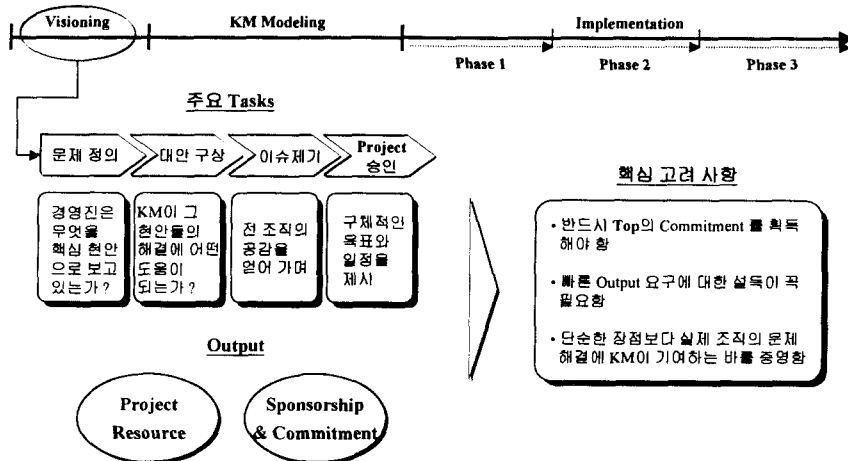 Visioning
KM Modeling
Implementation
Phase 1
Phase 2
Phase 3
주요 Tasks
문제 정의
대안 구상
이슈제기
Project
승인
경영진은
무엇을
핵심 현안
으로 보고
있는가?
KM이 그
현안들의
해결에 어떤
도움이
되는가?
전 조직의
공감을
얻어 가며
구체적인
목표와
일정을
제시
Output
Project
Resource
Sponsorship
& Commitment
핵심 고려 사항
• 반드시 Top의 Commitment 를 획득
해야 함
• 빠른 Output 요구에 대한 설득이 꼭
필요함
• 단순한 장점보다 실제 조직의 문제
해결에 KM이 기여하는 바를 증명함